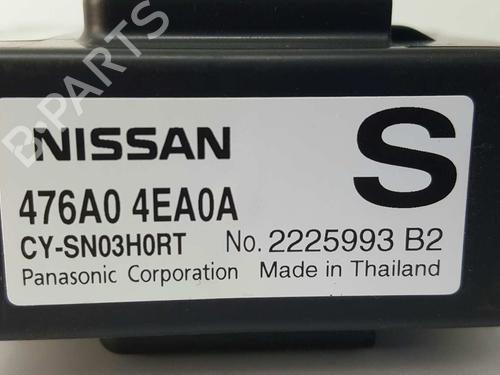 B-PARTS
NISSAN
S
476A0 4EA0A
CY-SN03H0RT No. 2225993 B2
Panasonic Corporation Made in Thailand